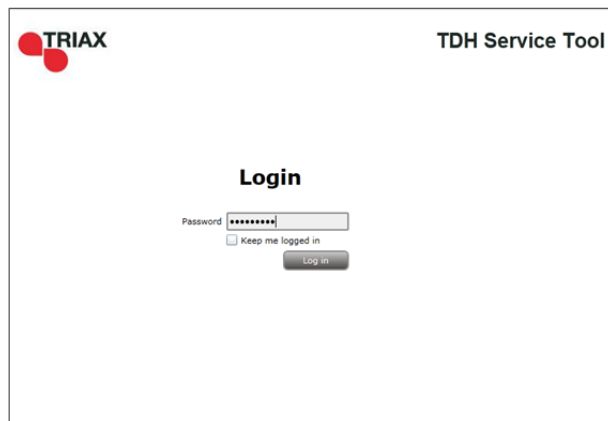 TRIAX
TDH Service Tool
Login
Password •••••••••
Keep me logged in
Log in